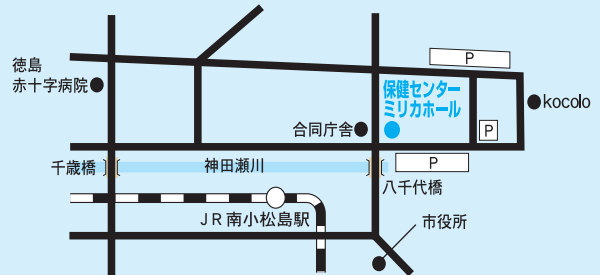 P
徳島
赤十字病院
保健センター
ミリカホール
kocolo
合同庁舎
P
千歳橋
神田瀬川
P
八千代橋
JR南小松島駅
市役所